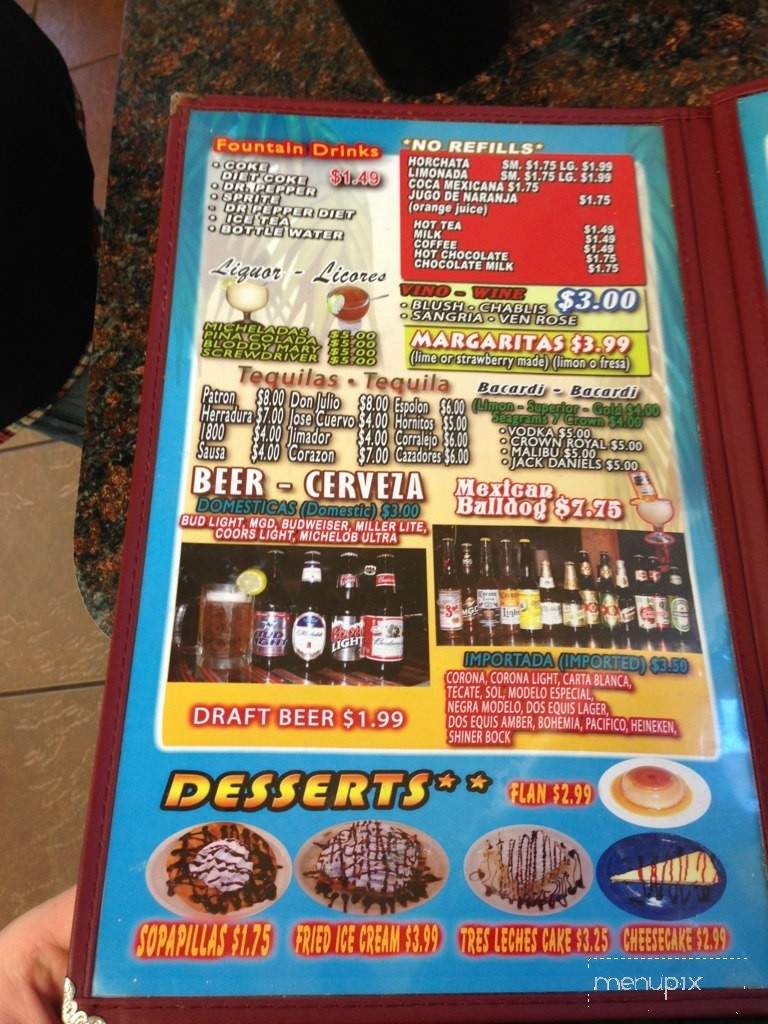 Fountain Drinks
• COKE
DIET COKE $1.49
• DR. PEPPER
• SPRITE
• DR. PEPPER DIET
• ICE TEA
• BOTTLE WATER
*NO REFILLS*
HORCHATA SM. $1.75 LG. $1.99
LIMONADA SM. $1.75 LG. $1.99
COCA MEXICANA $1.75
JUGO DE NARANJA $1.75
(orange juice)
HOT TEA $1.49
MILK $1.49
COFFEE $1.49
HOT CHOCOLATE $1.75
CHOCOLATE MILK $1.75
Liquor - Licores
MICHELADAS $5.00
PINA COLADA $5.00
BLOODY MARY $5.00
SCREWDRIVER $5.00
VINO - WINE $3.00
• BLUSH • CHABLIS
• SANGRIA • VEN ROSE
MARGARITAS $3.99
(lime or strawberry made) (limon o fresa)
Tequilas • Tequila
Patron $8.00 Don Julio $8.00 Espolon $6.00
Herradura $7.00 Jose Cuervo $4.00 Hornitos $5.00
1800 $4.00 Jimador $4.00 Corralejo $6.00
Sausa $4.00 Corazon $7.00 Cazadores $6.00
Bacardi - Bacardi
(Limon - Superior - Gold $4.00
Seagrams 7 Crown $4.00
• VODKA $5.00
• CROWN ROYAL $5.00
• MALIBU $5.00
• JACK DANIELS $5.00
BEER - CERVEZA
DOMESTICAS (Domestic) $3.00
BUD LIGHT, MGD, BUDWEISER, MILLER LITE,
COORS LIGHT, MICHELOB ULTRA
Mexican
Bulldog $7.75
DRAFT BEER $1.99
IMPORTADA (IMPORTED) $3.50
CORONA, CORONA LIGHT, CARTA BLANCA,
TECATE, SOL, MODELO ESPECIAL,
NEGRA MODELO, DOS EQUIS LAGER,
DOS EQUIS AMBER, BOHEMIA, PACIFICO, HEINEKEN,
SHINER BOCK
DESSERTS**
FLAN $2.99
SOPAPILLAS $1.75
FRIED ICE CREAM $3.99
TRES LECHES CAKE $3.25
CHEESECAKE $2.99
menupix